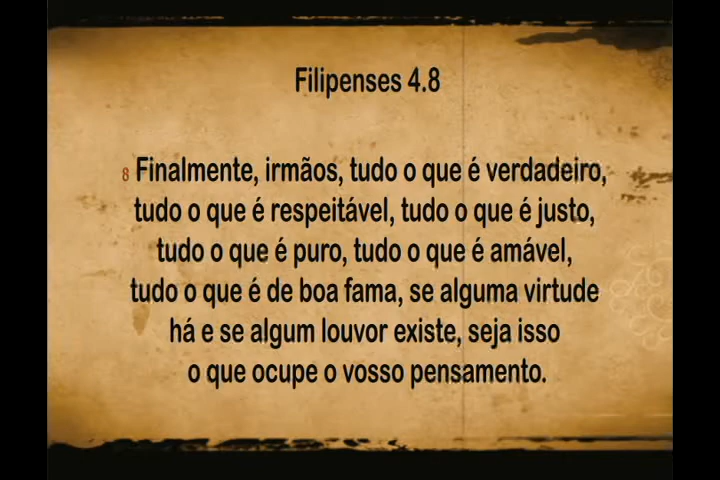 Filipenses 4.8
8 Finalmente, irmãos, tudo o que é verdadeiro,
tudo o que é respeitável, tudo o que é justo,
tudo o que é puro, tudo o que é amável,
tudo o que é de boa fama, se alguma virtude
há e se algum louvor existe, seja isso
o que ocupe o vosso pensamento.